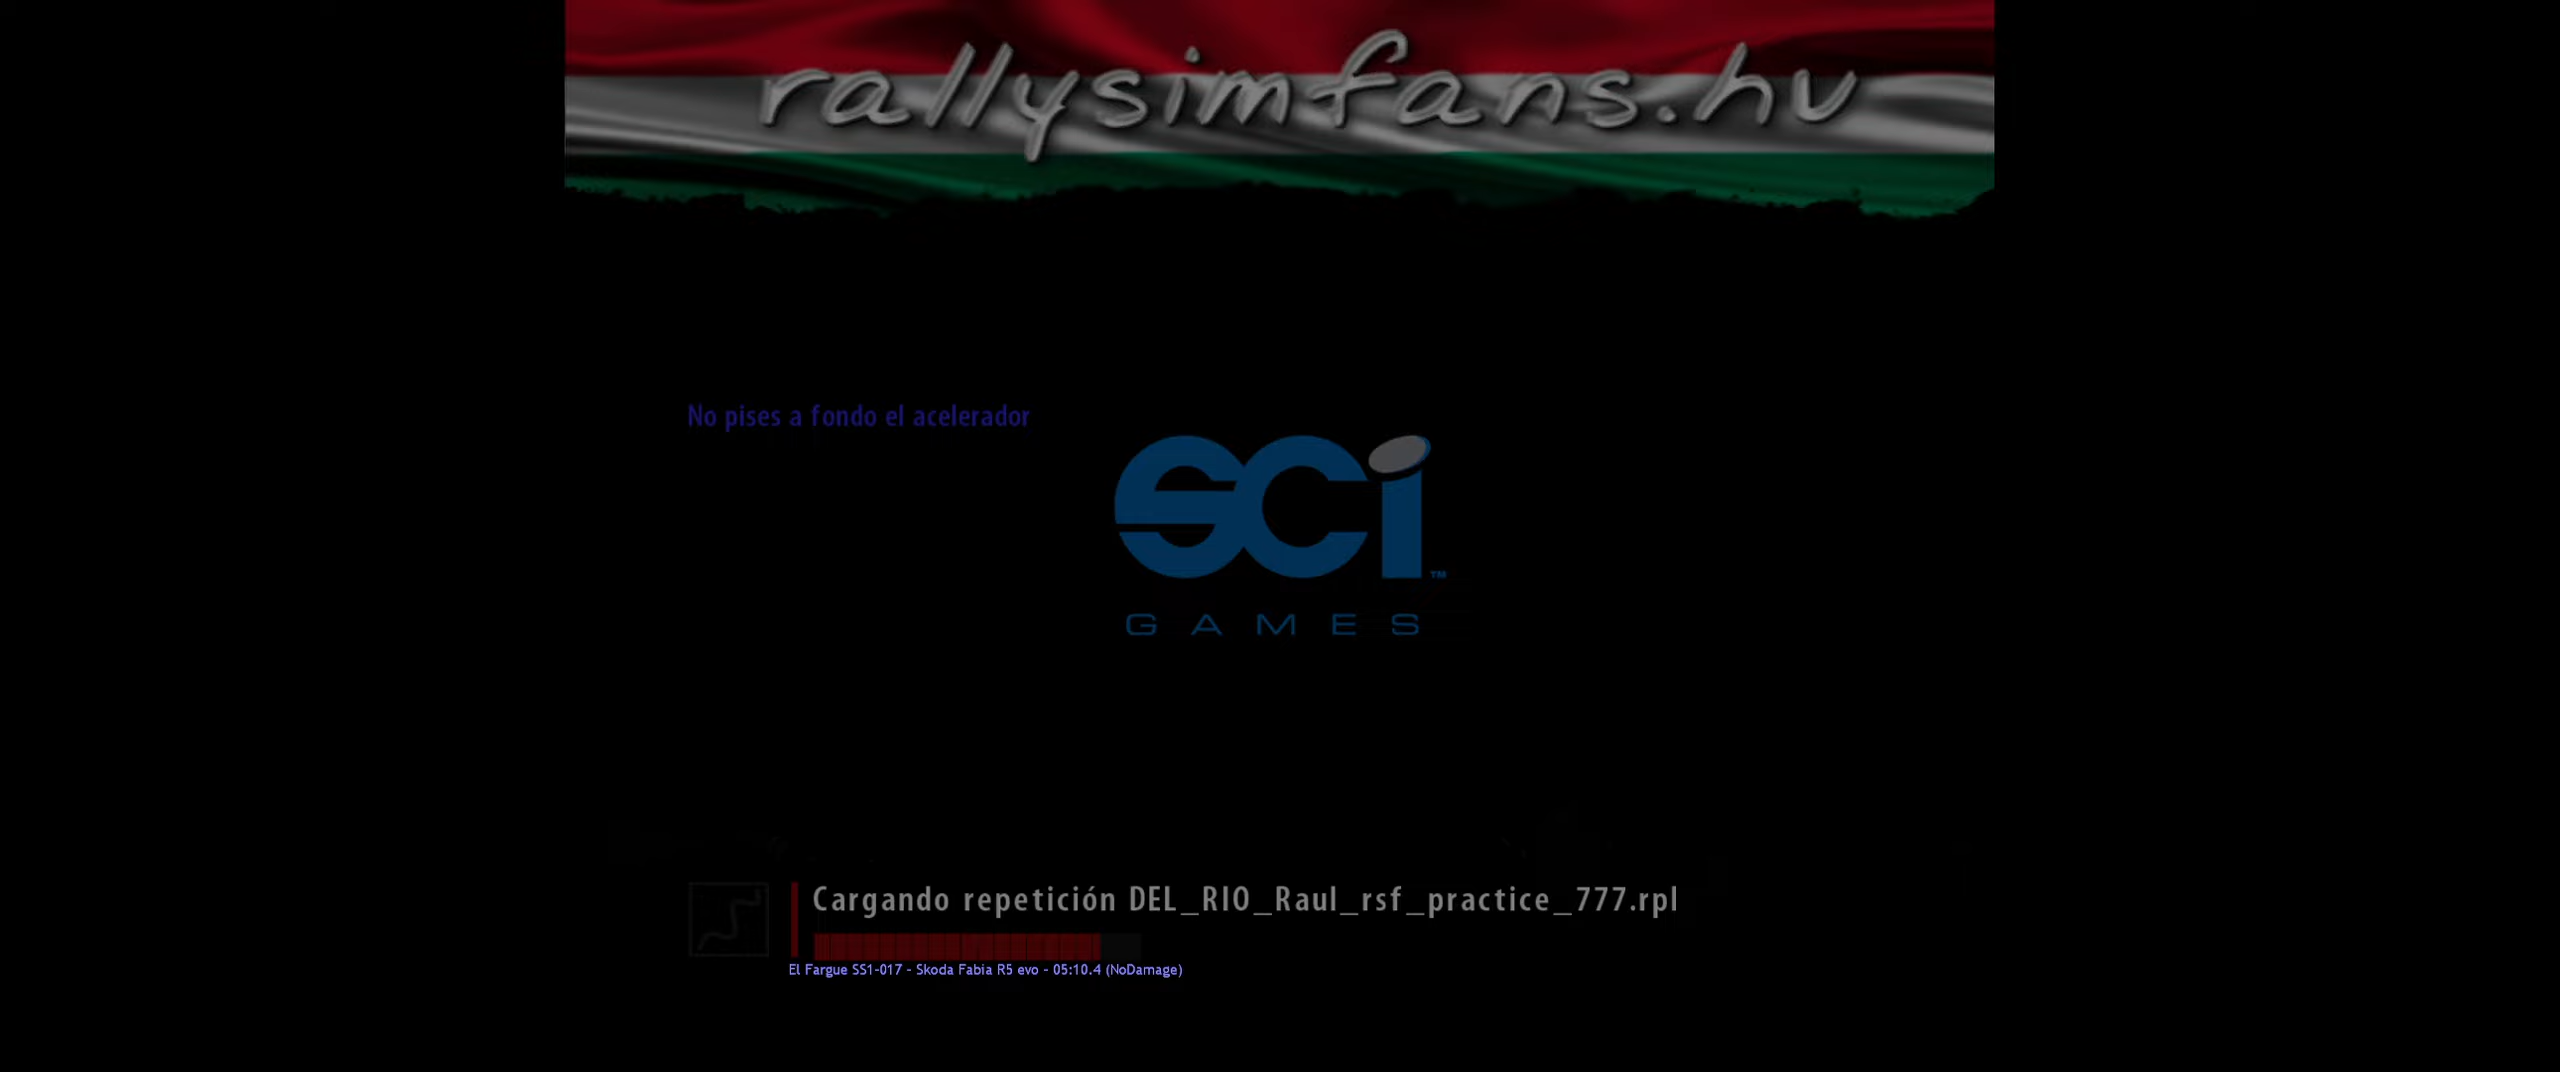 rallysimfans.hu
No pises a fondo el acelerador
SCi™
GAMES
Cargando repetición DEL_RIO_Raul_rsf_practice_777.rpl
El Fargue SS1-017 - Skoda Fabia R5 evo - 05:10.4 (NoDamage)